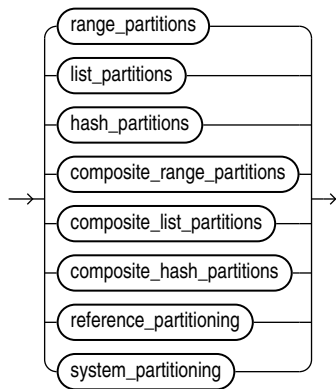 range_partitions
list_partitions
hash_partitions
composite_range_partitions
composite_list_partitions
composite_hash_partitions
reference_partitioning
system_partitioning